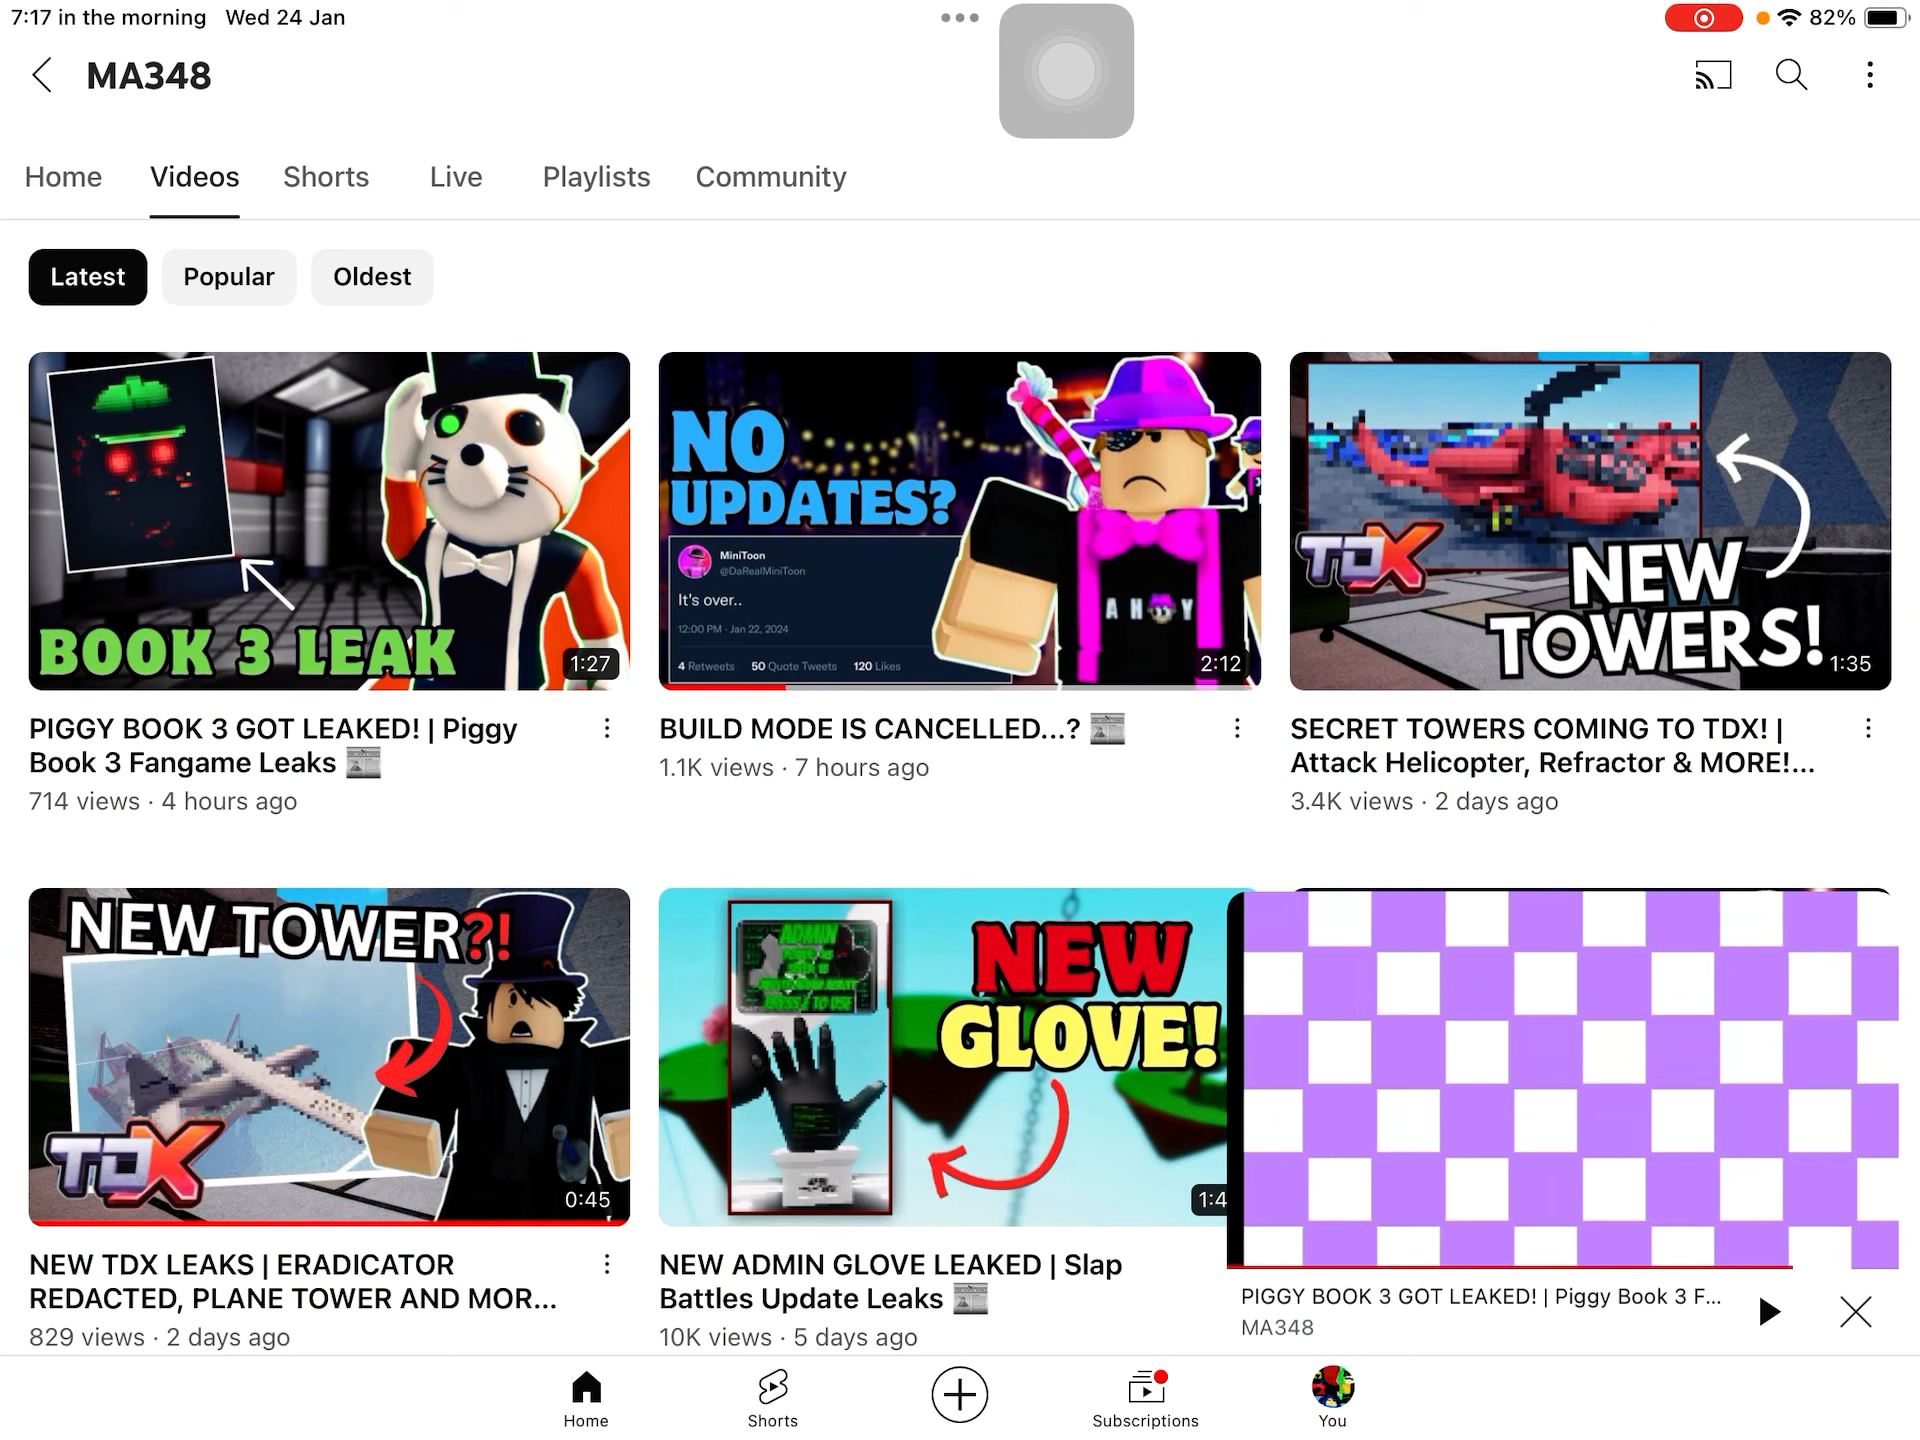 7:17 in the morning Wed 24 Jan
82%
MA348
Home Videos Shorts Live Playlists Community
Latest Popular Oldest
BOOK 3 LEAK
1:27
NO
UPDATES?
MiniToon
@DaRealMiniToon
It's over..
12:00 PM · Jan 22, 2024
4 Retweets 50 Quote Tweets 120 Likes
AHOY
2:12
TDX
NEW
TOWERS!
1:35
PIGGY BOOK 3 GOT LEAKED! | Piggy
Book 3 Fangame Leaks
714 views · 4 hours ago
BUILD MODE IS CANCELLED...?
1.1K views · 7 hours ago
SECRET TOWERS COMING TO TDX! |
Attack Helicopter, Refractor & MORE!...
3.4K views · 2 days ago
NEW TOWER?!
TDX
0:45
ADMIN
PRESS E TO USE
NEW
GLOVE!
1:4
NEW TDX LEAKS | ERADICATOR
REDACTED, PLANE TOWER AND MOR...
829 views · 2 days ago
NEW ADMIN GLOVE LEAKED | Slap
Battles Update Leaks
10K views · 5 days ago
PIGGY BOOK 3 GOT LEAKED! | Piggy Book 3 F...
MA348
Home Shorts Subscriptions You